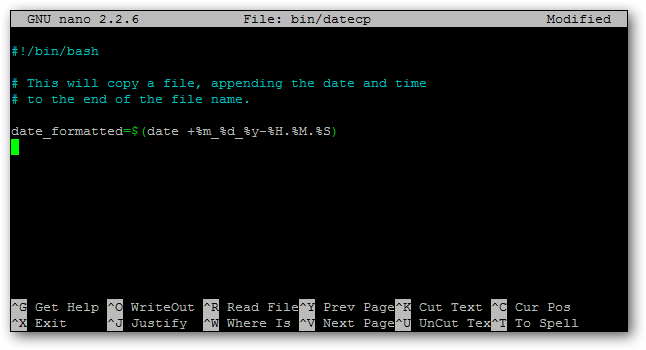 GNU nano 2.2.6 File: bin/datecp Modified
#!/bin/bash
# This will copy a file, appending the date and time
# to the end of the file name.
date_formatted=$(date +%m_%d_%y-%H.%M.%S)
^G Get Help ^O WriteOut ^R Read File^Y Prev Page^K Cut Text ^C Cur Pos
^X Exit ^J Justify ^W Where Is ^V Next Page^U UnCut Tex^T To Spell